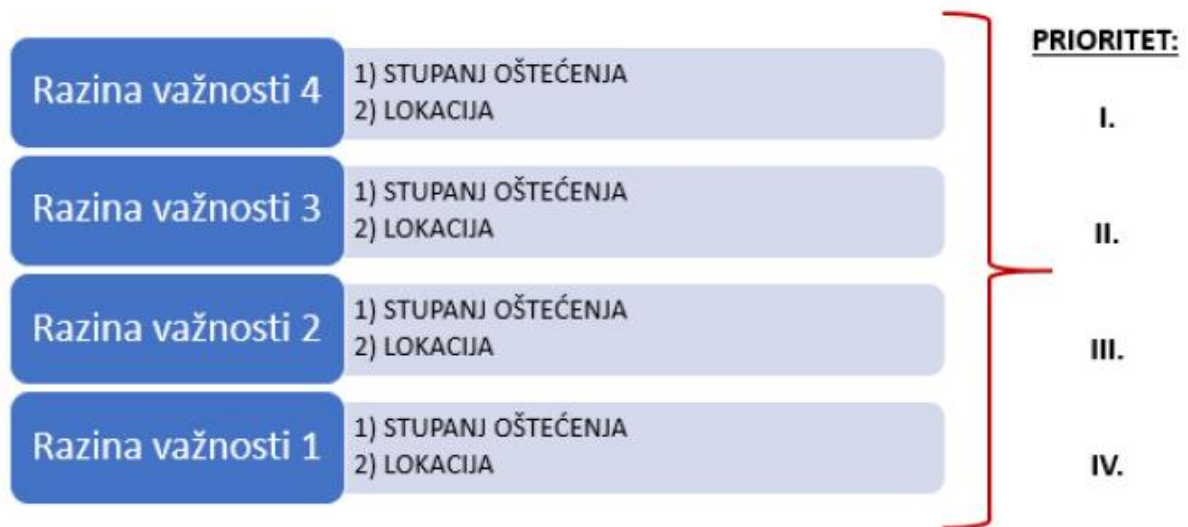 PRIORITET:
Razina važnosti 4
1) STUPANJ OŠTEĆENJA
2) LOKACIJA
I.
Razina važnosti 3
1) STUPANJ OŠTEĆENJA
2) LOKACIJA
II.
Razina važnosti 2
1) STUPANJ OŠTEĆENJA
2) LOKACIJA
III.
Razina važnosti 1
1) STUPANJ OŠTEĆENJA
2) LOKACIJA
IV.